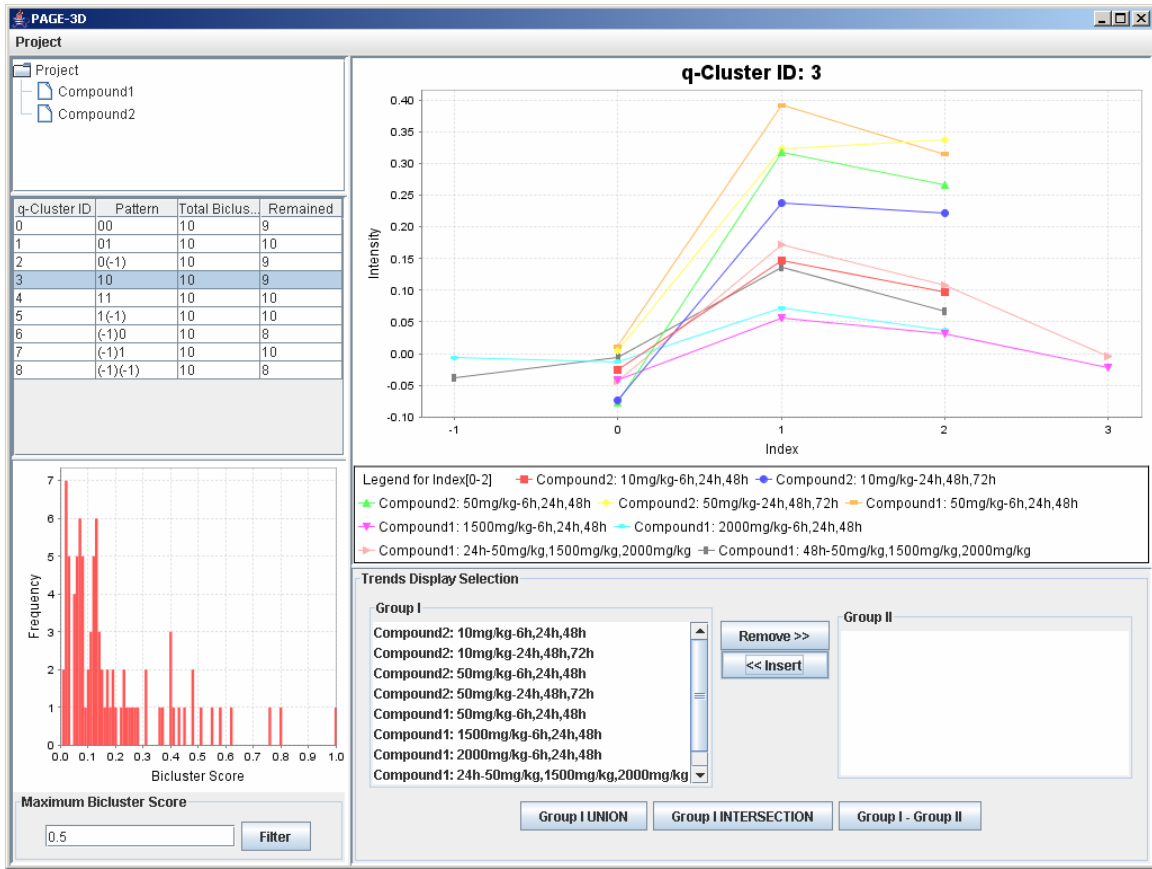 PAGE-3D
Project
Project
Compound1
Compound2
q-Cluster ID Pattern Total Biclus... Remained
0 00 10 9
1 01 10 10
2 0(-1) 10 9
3 10 10 9
4 11 10 10
5 1(-1) 10 10
6 (-1)0 10 8
7 (-1)1 10 10
8 (-1)(-1) 10 8
7
6
5
4
3
2
1
0
Frequency
0.0 0.1 0.2 0.3 0.4 0.5 0.6 0.7 0.8 0.9 1.0
Bicluster Score
Maximum Bicluster Score
0.5 Filter
q-Cluster ID: 3
0.40
0.35
0.30
0.25
0.20
0.15
0.10
0.05
0.00
-0.05
-0.10
Intensity
-1 0 1 2 3
Index
Legend for Index[0-2] Compound2: 10mg/kg-6h,24h,48h Compound2: 10mg/kg-24h,48h,72h
Compound2: 50mg/kg-6h,24h,48h Compound2: 50mg/kg-24h,48h,72h Compound1: 50mg/kg-6h,24h,48h
Compound1: 1500mg/kg-6h,24h,48h Compound1: 2000mg/kg-6h,24h,48h
Compound1: 24h-50mg/kg,1500mg/kg,2000mg/kg Compound1: 48h-50mg/kg,1500mg/kg,2000mg/kg
Trends Display Selection
Group I
Compound2: 10mg/kg-6h,24h,48h
Compound2: 10mg/kg-24h,48h,72h
Compound2: 50mg/kg-6h,24h,48h
Compound2: 50mg/kg-24h,48h,72h
Compound1: 50mg/kg-6h,24h,48h
Compound1: 1500mg/kg-6h,24h,48h
Compound1: 2000mg/kg-6h,24h,48h
Compound1: 24h-50mg/kg,1500mg/kg,2000mg/kg
Remove >>
<< Insert
Group II
Group I UNION Group I INTERSECTION Group I - Group II